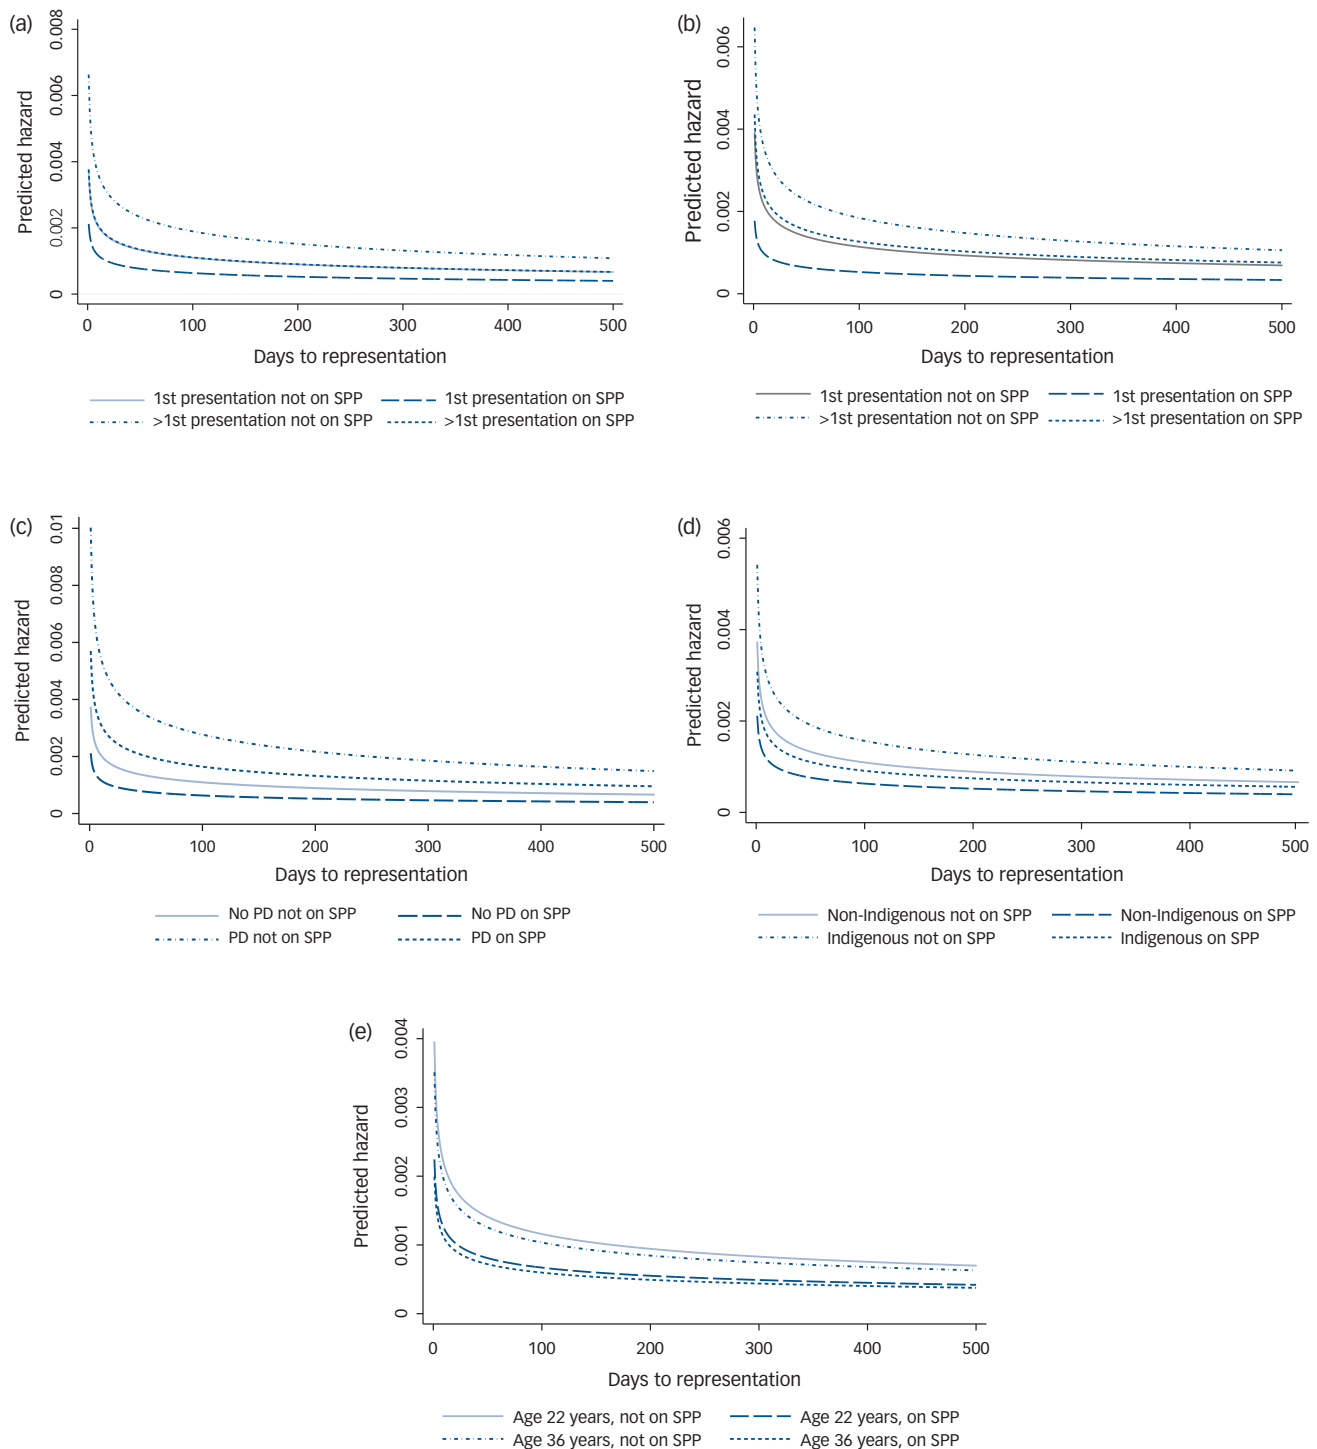 (a)
0.008
0.006
0.004
0.002
0
Predicted hazard
0 100 200 300 400 500
Days to representation
1st presentation not on SPP 1st presentation on SPP
>1st presentation not on SPP >1st presentation on SPP
(b)
0.006
0.004
0.002
0
Predicted hazard
0 100 200 300 400 500
Days to representation
1st presentation not on SPP 1st presentation on SPP
>1st presentation not on SPP >1st presentation on SPP
(c)
0.01
0.008
0.006
0.004
0.002
0
Predicted hazard
0 100 200 300 400 500
Days to representation
No PD not on SPP No PD on SPP
PD not on SPP PD on SPP
(d)
0.006
0.004
0.002
0
Predicted hazard
0 100 200 300 400 500
Days to representation
Non-Indigenous not on SPP Non-Indigenous on SPP
Indigenous not on SPP Indigenous on SPP
(e)
0.004
0.003
0.002
0.001
0
Predicted hazard
0 100 200 300 400 500
Days to representation
Age 22 years, not on SPP Age 22 years, on SPP
Age 36 years, not on SPP Age 36 years, on SPP